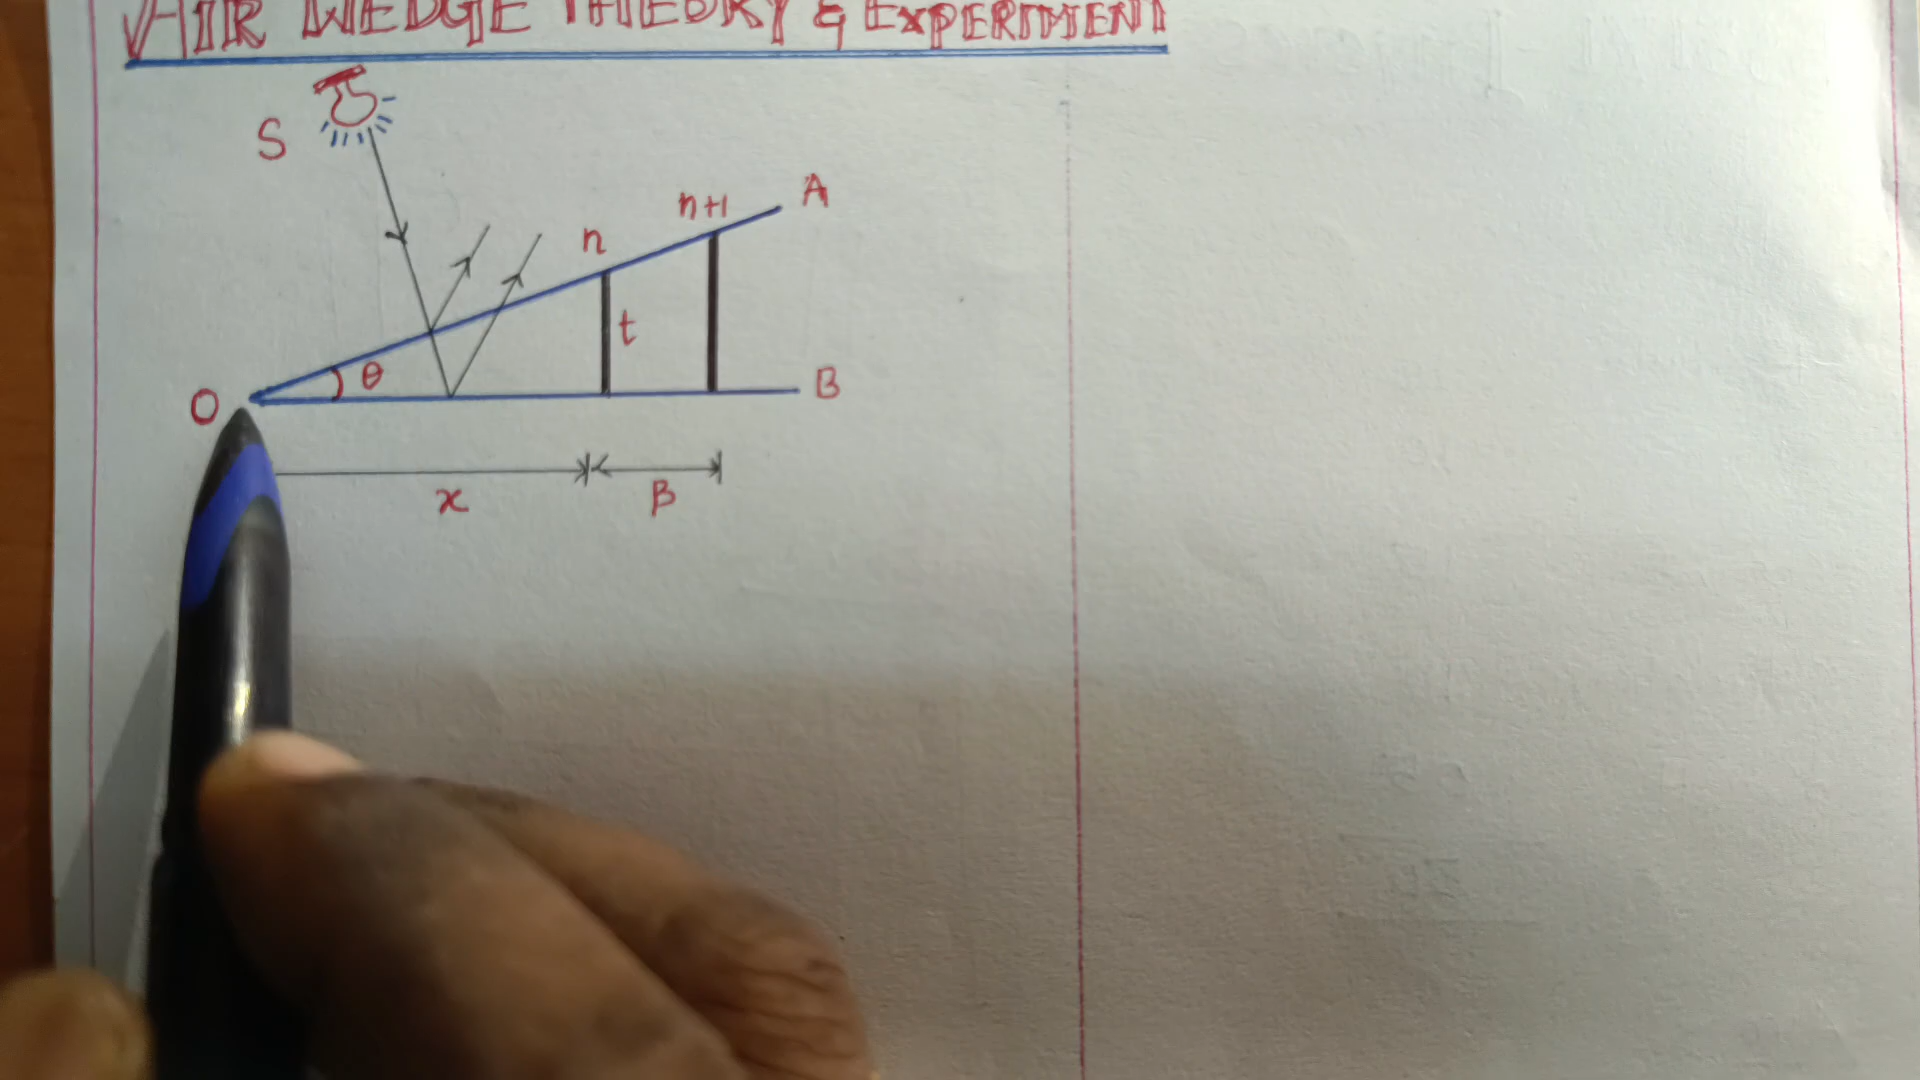 AIR WEDGE THEORY & EXPERIMENT
S
A
n+1
n
t
θ
O
B
x
β